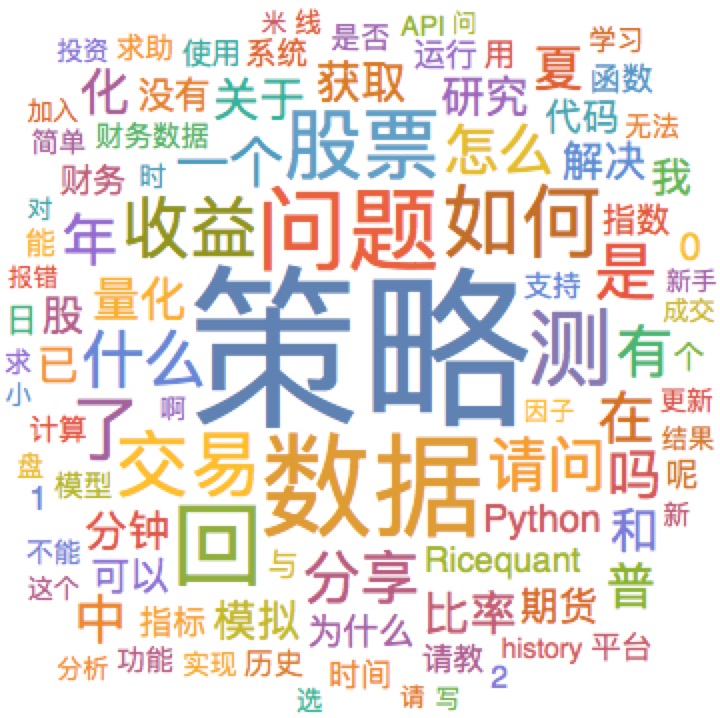 米 线 是否 API 问
投资 求助 使用 系统 运行 用 夏 学习
化 没有 关于 获取 研究 函数
加入 代码 无法
简单 财务数据 一个 股票 怎么 解决 我
财务 时
对 年 收益 问题 如何 指数
能 是 0
报错 量化 支持 新手
日 股 策略 测 成交
求 已 什么 有 个
小 了 啊 因子 在 更新
计算 交易 数据 请问 吗 结果
盘 模型 呢
1 分钟 回 Python 和 新
不能 可以 与 分享 Ricequant 普
这个
中 指标 模拟 为什么 比率 期货
分析 功能 实现 历史 时间 请教 history 平台
选 请 写 2